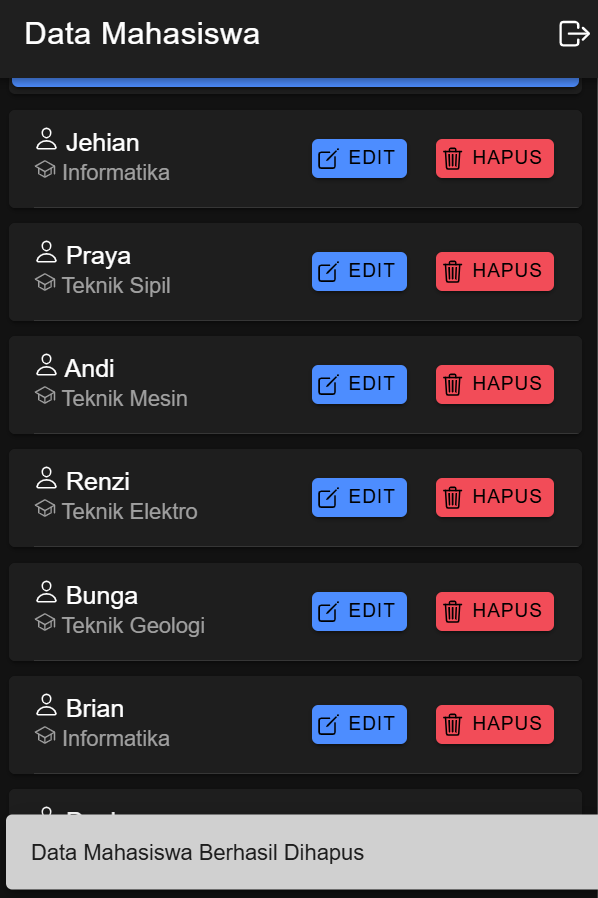 Data Mahasiswa
Jehian
Informatika
EDIT
HAPUS
Praya
Teknik Sipil
EDIT
HAPUS
Andi
Teknik Mesin
EDIT
HAPUS
Renzi
Teknik Elektro
EDIT
HAPUS
Bunga
Teknik Geologi
EDIT
HAPUS
Brian
Informatika
EDIT
HAPUS
Data Mahasiswa Berhasil Dihapus